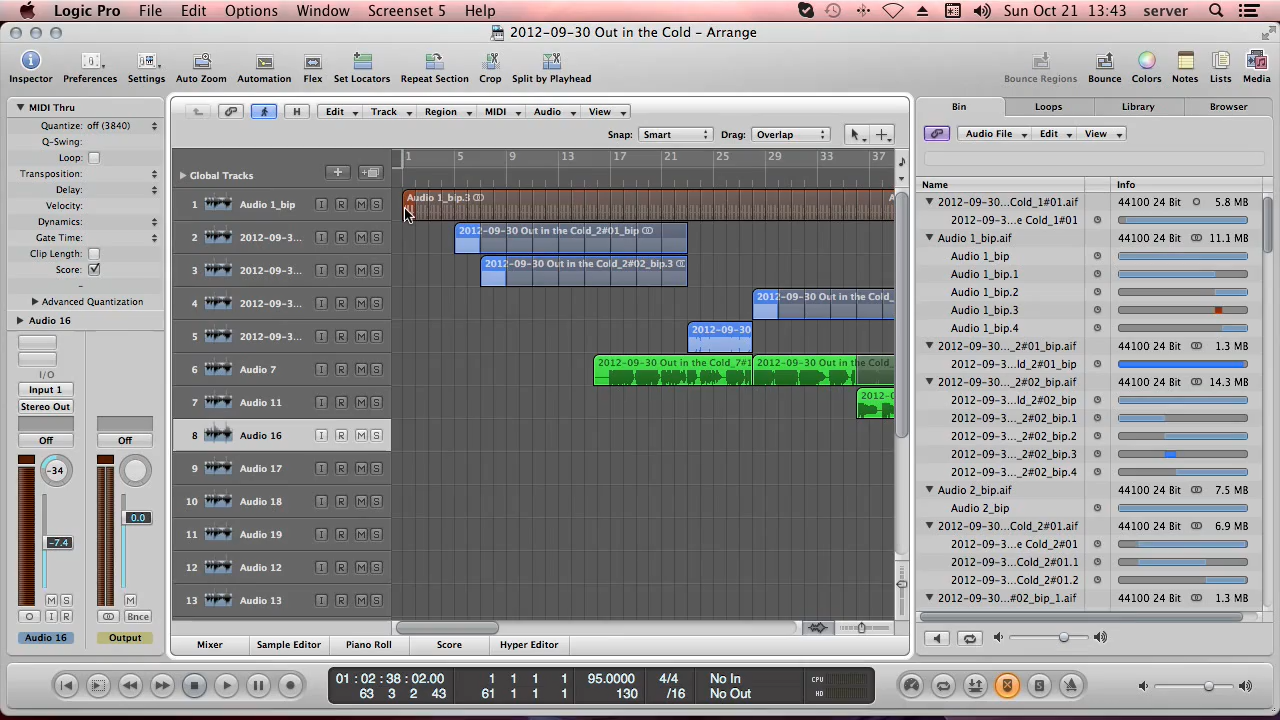 Logic Pro File Edit Options Window Screenset 5 Help Sun Oct 21 13:43 server
2012-09-30 Out in the Cold - Arrange
Inspector Preferences Settings Auto Zoom Automation Flex Set Locators Repeat Section Crop Split by Playhead Bounce Regions Bounce Colors Notes Lists Media
MIDI Thru
Quantize: off (3840)
Q-Swing:
Loop:
Transposition:
Delay:
Velocity:
Dynamics:
Gate Time:
Clip Length:
Score:
Advanced Quantization
Audio 16
I/O
Input 1
Stereo Out
Off Off
-34
0.0
-7.4
M S M
O I R Bnce
Audio 16 Output
H Edit Track Region MIDI Audio View
Snap: Smart Drag: Overlap
1 5 9 13 17 21 25 29 33 37
Global Tracks
1 Audio 1_bip I R M S Audio 1_bip.3 A
2 2012-09-3... I R M S 2012-09-30 Out in the Cold_2#01_bip
3 2012-09-3... I R M S 2012-09-30 Out in the Cold_2#02_bip.3
4 2012-09-3... I R M S 2012-09-30 Out in the Cold_
5 2012-09-3... I R M S 2012-09-30
6 Audio 7 I R M S 2012-09-30 Out in the Cold_7#1 2012-09-30 Out in the Cold_
7 Audio 11 I R M S 2012-0
8 Audio 16 I R M S
9 Audio 17 I R M S
10 Audio 18 I R M S
11 Audio 19 I R M S
12 Audio 12 I R M S
13 Audio 13 I R M S
Mixer Sample Editor Piano Roll Score Hyper Editor
Bin Loops Library Browser
Audio File Edit View
Name Info
2012-09-30...Cold_1#01.aif 44100 24 Bit 5.8 MB
2012-09-3...e Cold_1#01
Audio 1_bip.aif 44100 24 Bit 11.1 MB
Audio 1_bip
Audio 1_bip.1
Audio 1_bip.2
Audio 1_bip.3
Audio 1_bip.4
2012-09-30..._2#01_bip.aif 44100 24 Bit 1.3 MB
2012-09-3...ld_2#01_bip
2012-09-30..._2#02_bip.aif 44100 24 Bit 14.3 MB
2012-09-3...ld_2#02_bip
2012-09-3..._2#02_bip.1
2012-09-3..._2#02_bip.2
2012-09-3..._2#02_bip.3
2012-09-3..._2#02_bip.4
Audio 2_bip.aif 44100 24 Bit 7.5 MB
Audio 2_bip
2012-09-30...Cold_2#01.aif 44100 24 Bit 6.9 MB
2012-09-3...e Cold_2#01
2012-09-3...Cold_2#01.1
2012-09-3...Cold_2#01.2
2012-09-30...#02_bip_1.aif 44100 24 Bit 1.3 MB
01:02:38:02.00 1 1 1 1 95.0000 4/4 No In CPU
63 3 2 43 61 1 1 1 130 /16 No Out HD
S